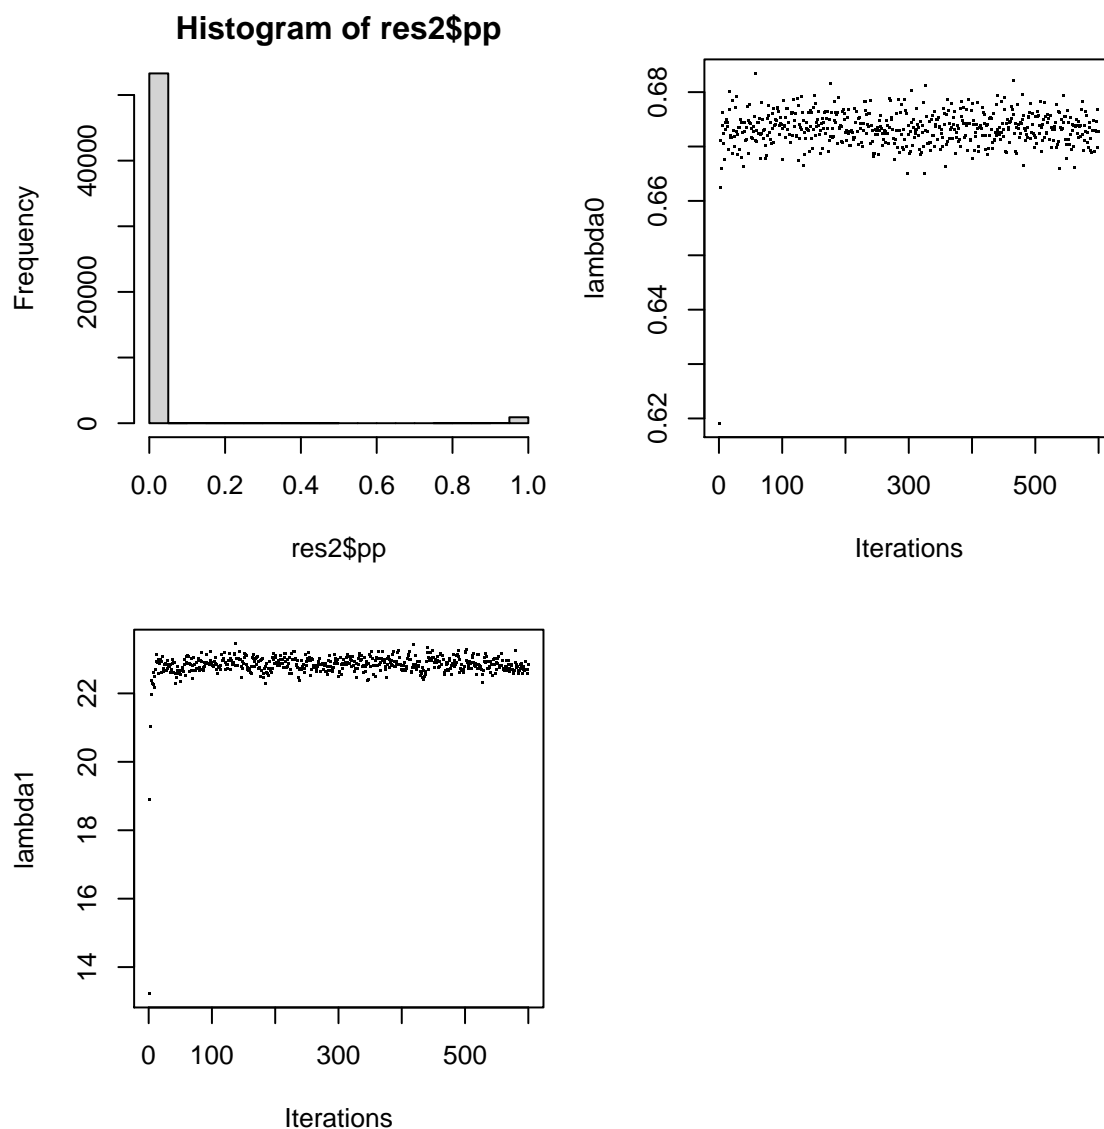 Histogram of res2$pp
Frequency
0
20000
40000
0.0 0.2 0.4 0.6 0.8 1.0
res2$pp
lambda0
0.62
0.64
0.66
0.68
0 100 300 500
Iterations
lambda1
14
16
18
20
22
0 100 300 500
Iterations